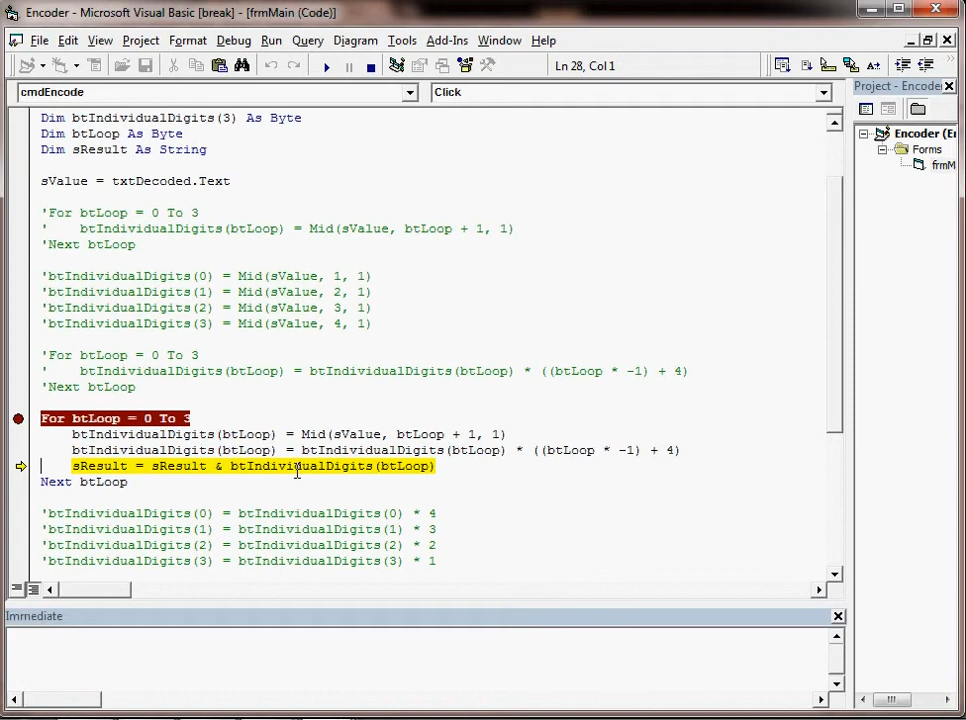 Encoder - Microsoft Visual Basic [break] - [frmMain (Code)]
File Edit View Project Format Debug Run Query Diagram Tools Add-Ins Window Help
Ln 28, Col 1
cmdEncode
Click
Project - Encode
Dim btIndividualDigits(3) As Byte
Dim btLoop As Byte
Dim sResult As String
sValue = txtDecoded.Text
'For btLoop = 0 To 3
'    btIndividualDigits(btLoop) = Mid(sValue, btLoop + 1, 1)
'Next btLoop
'btIndividualDigits(0) = Mid(sValue, 1, 1)
'btIndividualDigits(1) = Mid(sValue, 2, 1)
'btIndividualDigits(2) = Mid(sValue, 3, 1)
'btIndividualDigits(3) = Mid(sValue, 4, 1)
'For btLoop = 0 To 3
'    btIndividualDigits(btLoop) = btIndividualDigits(btLoop) * ((btLoop * -1) + 4)
'Next btLoop
For btLoop = 0 To 3
btIndividualDigits(btLoop) = Mid(sValue, btLoop + 1, 1)
btIndividualDigits(btLoop) = btIndividualDigits(btLoop) * ((btLoop * -1) + 4)
sResult = sResult & btIndividualDigits(btLoop)
Next btLoop
'btIndividualDigits(0) = btIndividualDigits(0) * 4
'btIndividualDigits(1) = btIndividualDigits(1) * 3
'btIndividualDigits(2) = btIndividualDigits(2) * 2
'btIndividualDigits(3) = btIndividualDigits(3) * 1
Encoder (En
Forms
frmM
Immediate